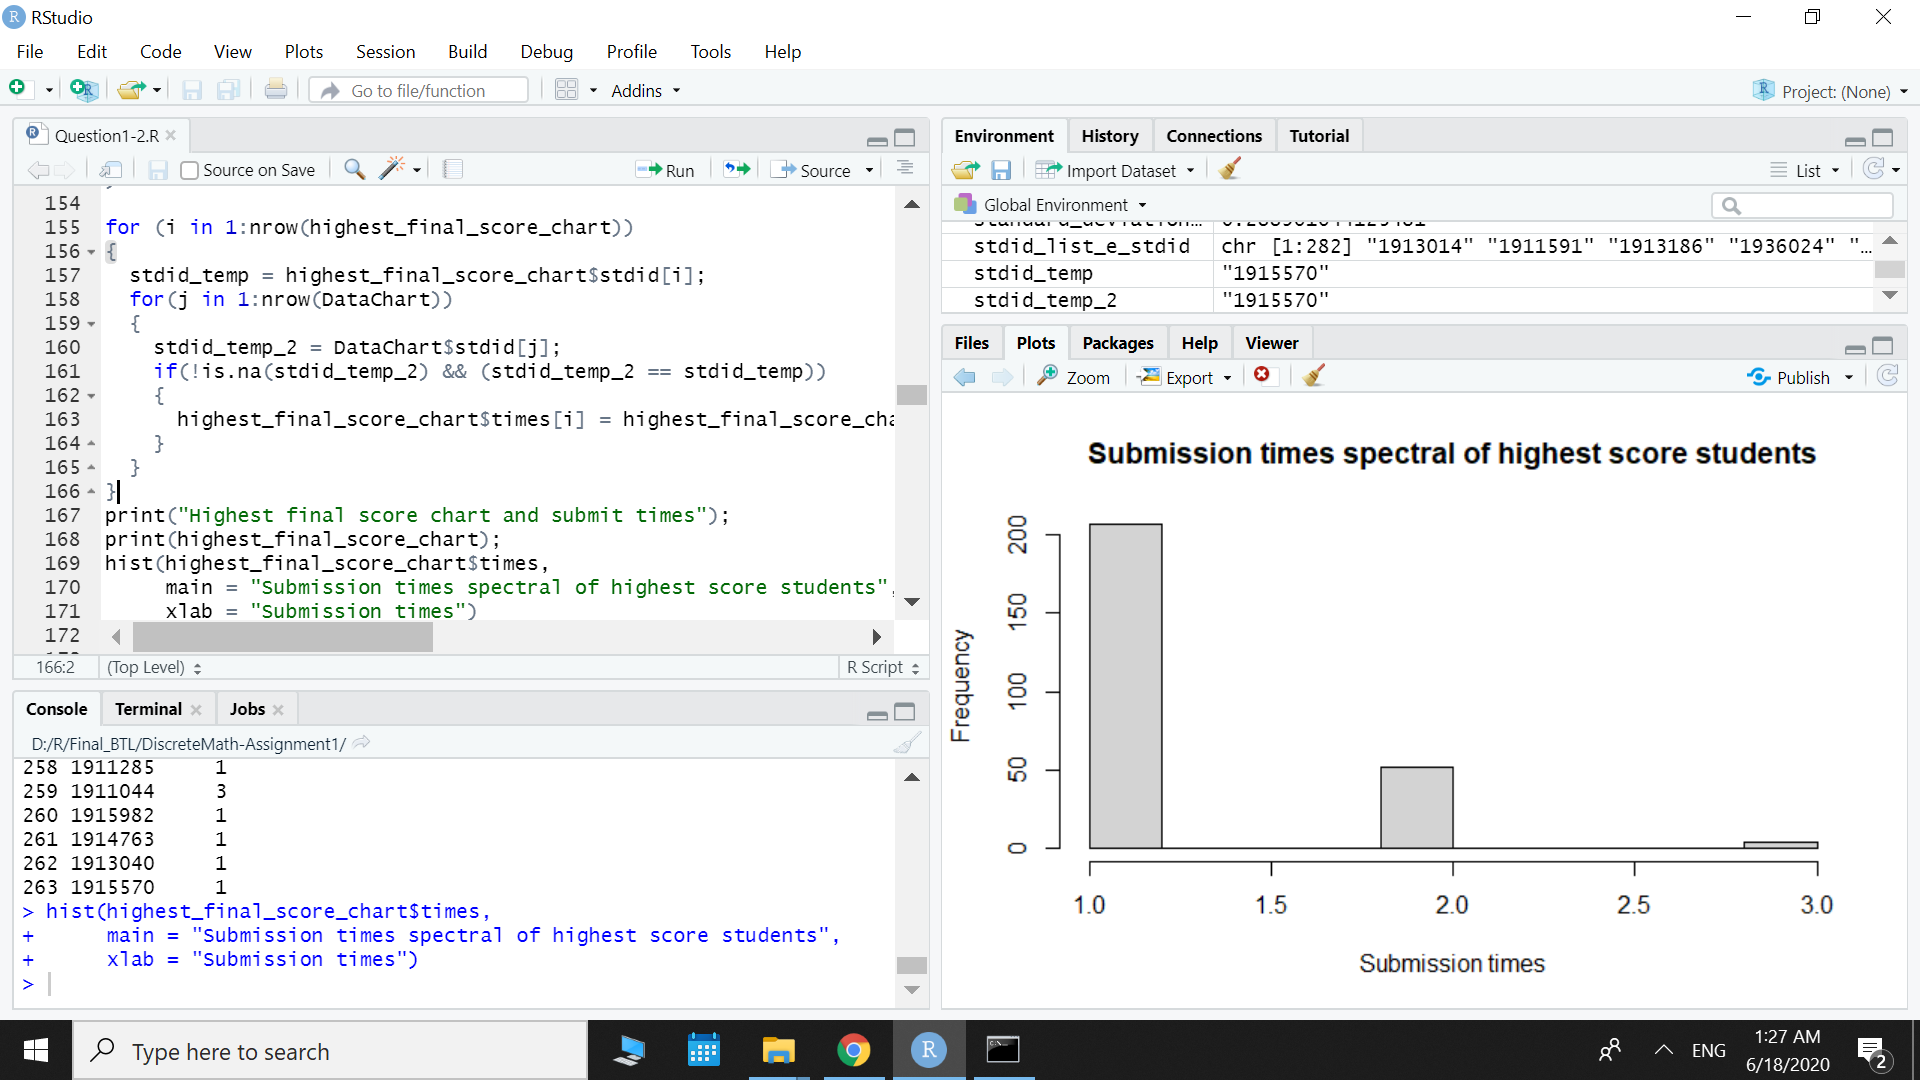 RStudio
File Edit Code View Plots Session Build Debug Profile Tools Help
Go to file/function Addins Project: (None)
Question1-2.R
Source on Save Run Source
154
155 for (i in 1:nrow(highest_final_score_chart))
156 {
157 stdid_temp = highest_final_score_chart$stdid[i];
158 for(j in 1:nrow(DataChart))
159 {
160 stdid_temp_2 = DataChart$stdid[j];
161 if(!is.na(stdid_temp_2) && (stdid_temp_2 == stdid_temp))
162 {
163 highest_final_score_chart$times[i] = highest_final_score_cha
164 }
165 }
166 }
167 print("Highest final score chart and submit times");
168 print(highest_final_score_chart);
169 hist(highest_final_score_chart$times,
170 main = "Submission times spectral of highest score students",
171 xlab = "Submission times")
172
166:2 (Top Level) R Script
Console Terminal Jobs
D:/R/Final_BTL/DiscreteMath-Assignment1/
258 1911285 1
259 1911044 3
260 1915982 1
261 1914763 1
262 1913040 1
263 1915570 1
> hist(highest_final_score_chart$times,
+ main = "Submission times spectral of highest score students",
+ xlab = "Submission times")
>
Environment History Connections Tutorial
Import Dataset List
Global Environment
stdid_list_e_stdid chr [1:282] "1913014" "1911591" "1913186" "1936024" "…
stdid_temp "1915570"
stdid_temp_2 "1915570"
Files Plots Packages Help Viewer
Zoom Export Publish
Submission times spectral of highest score students
Frequency
200
150
100
50
0
1.0 1.5 2.0 2.5 3.0
Submission times
Type here to search
ENG
1:27 AM
6/18/2020
2